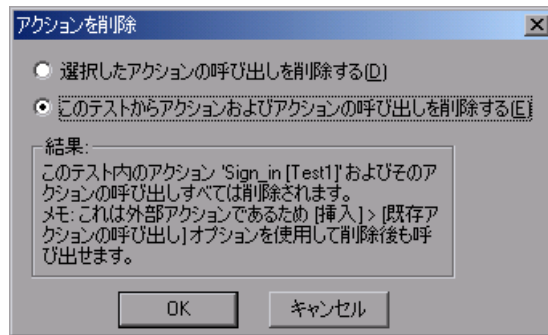 アクションを削除
選択したアクションの呼び出しを削除する(D)
このテストからアクションおよびアクションの呼び出しを削除する(E)
結果:
このテスト内のアクション 'Sign_in [Test1]'およびそのア
クションの呼び出しすべては削除されます。
メモ: これは外部アクションであるため [挿入] > [既存ア
クションの呼び出し] オプションを使用して削除後も呼
び出せます。
OK
キャンセル